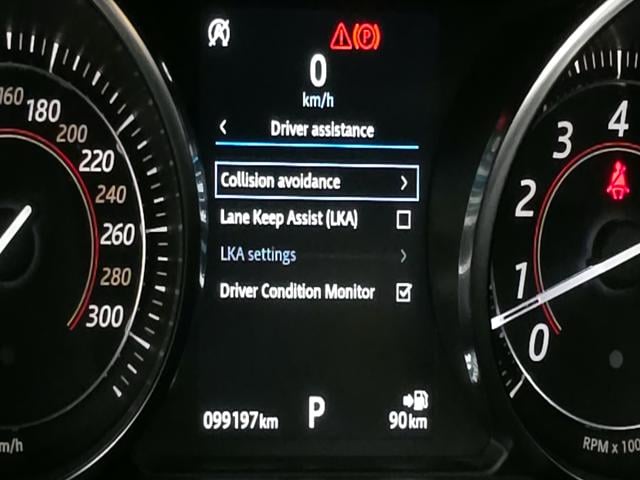 0
km/h
Driver assistance
Collision avoidance
Lane Keep Assist (LKA)
LKA settings
Driver Condition Monitor
099197km P 90km
160
180
200
220
240
260
280
300
m/h
4
3
2
1
0
RPM x 100